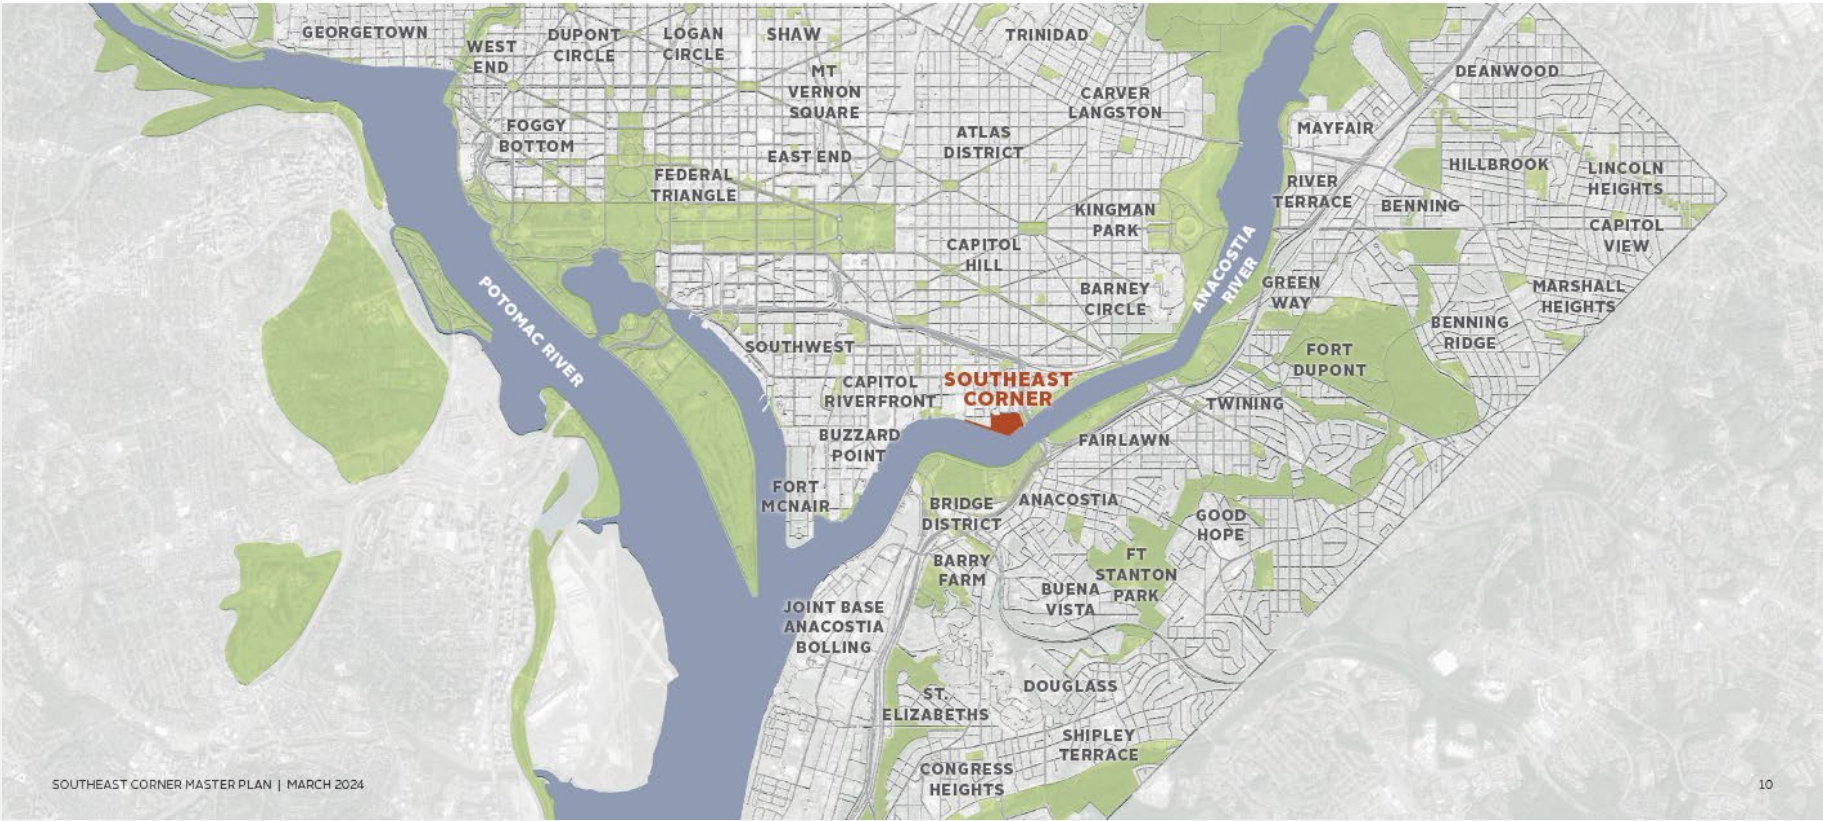 GEORGETOWN
WEST
END
DUPONT
CIRCLE
LOGAN
CIRCLE
SHAW
TRINIDAD
MT
VERNON
SQUARE
CARVER
LANGSTON
DEANWOOD
FOGGY
BOTTOM
ATLAS
DISTRICT
MAYFAIR
EAST END
HILLBROOK
LINCOLN
HEIGHTS
FEDERAL
TRIANGLE
RIVER
TERRACE
BENNING
KINGMAN
PARK
CAPITOL
VIEW
CAPITOL
HILL
ANACOSTIA
RIVER
BARNEY
CIRCLE
GREEN
WAY
MARSHALL
HEIGHTS
POTOMAC RIVER
BENNING
RIDGE
SOUTHWEST
FORT
DUPONT
CAPITOL
RIVERFRONT
SOUTHEAST
CORNER
TWINING
BUZZARD
POINT
FAIRLAWN
FORT
MCNAIR
BRIDGE
DISTRICT
ANACOSTIA
GOOD
HOPE
BARRY
FARM
FT
STANTON
PARK
BUENA
VISTA
JOINT BASE
ANACOSTIA
BOLLING
DOUGLASS
ST.
ELIZABETHS
SHIPLEY
TERRACE
CONGRESS
HEIGHTS
SOUTHEAST CORNER MASTER PLAN | MARCH 2024
10